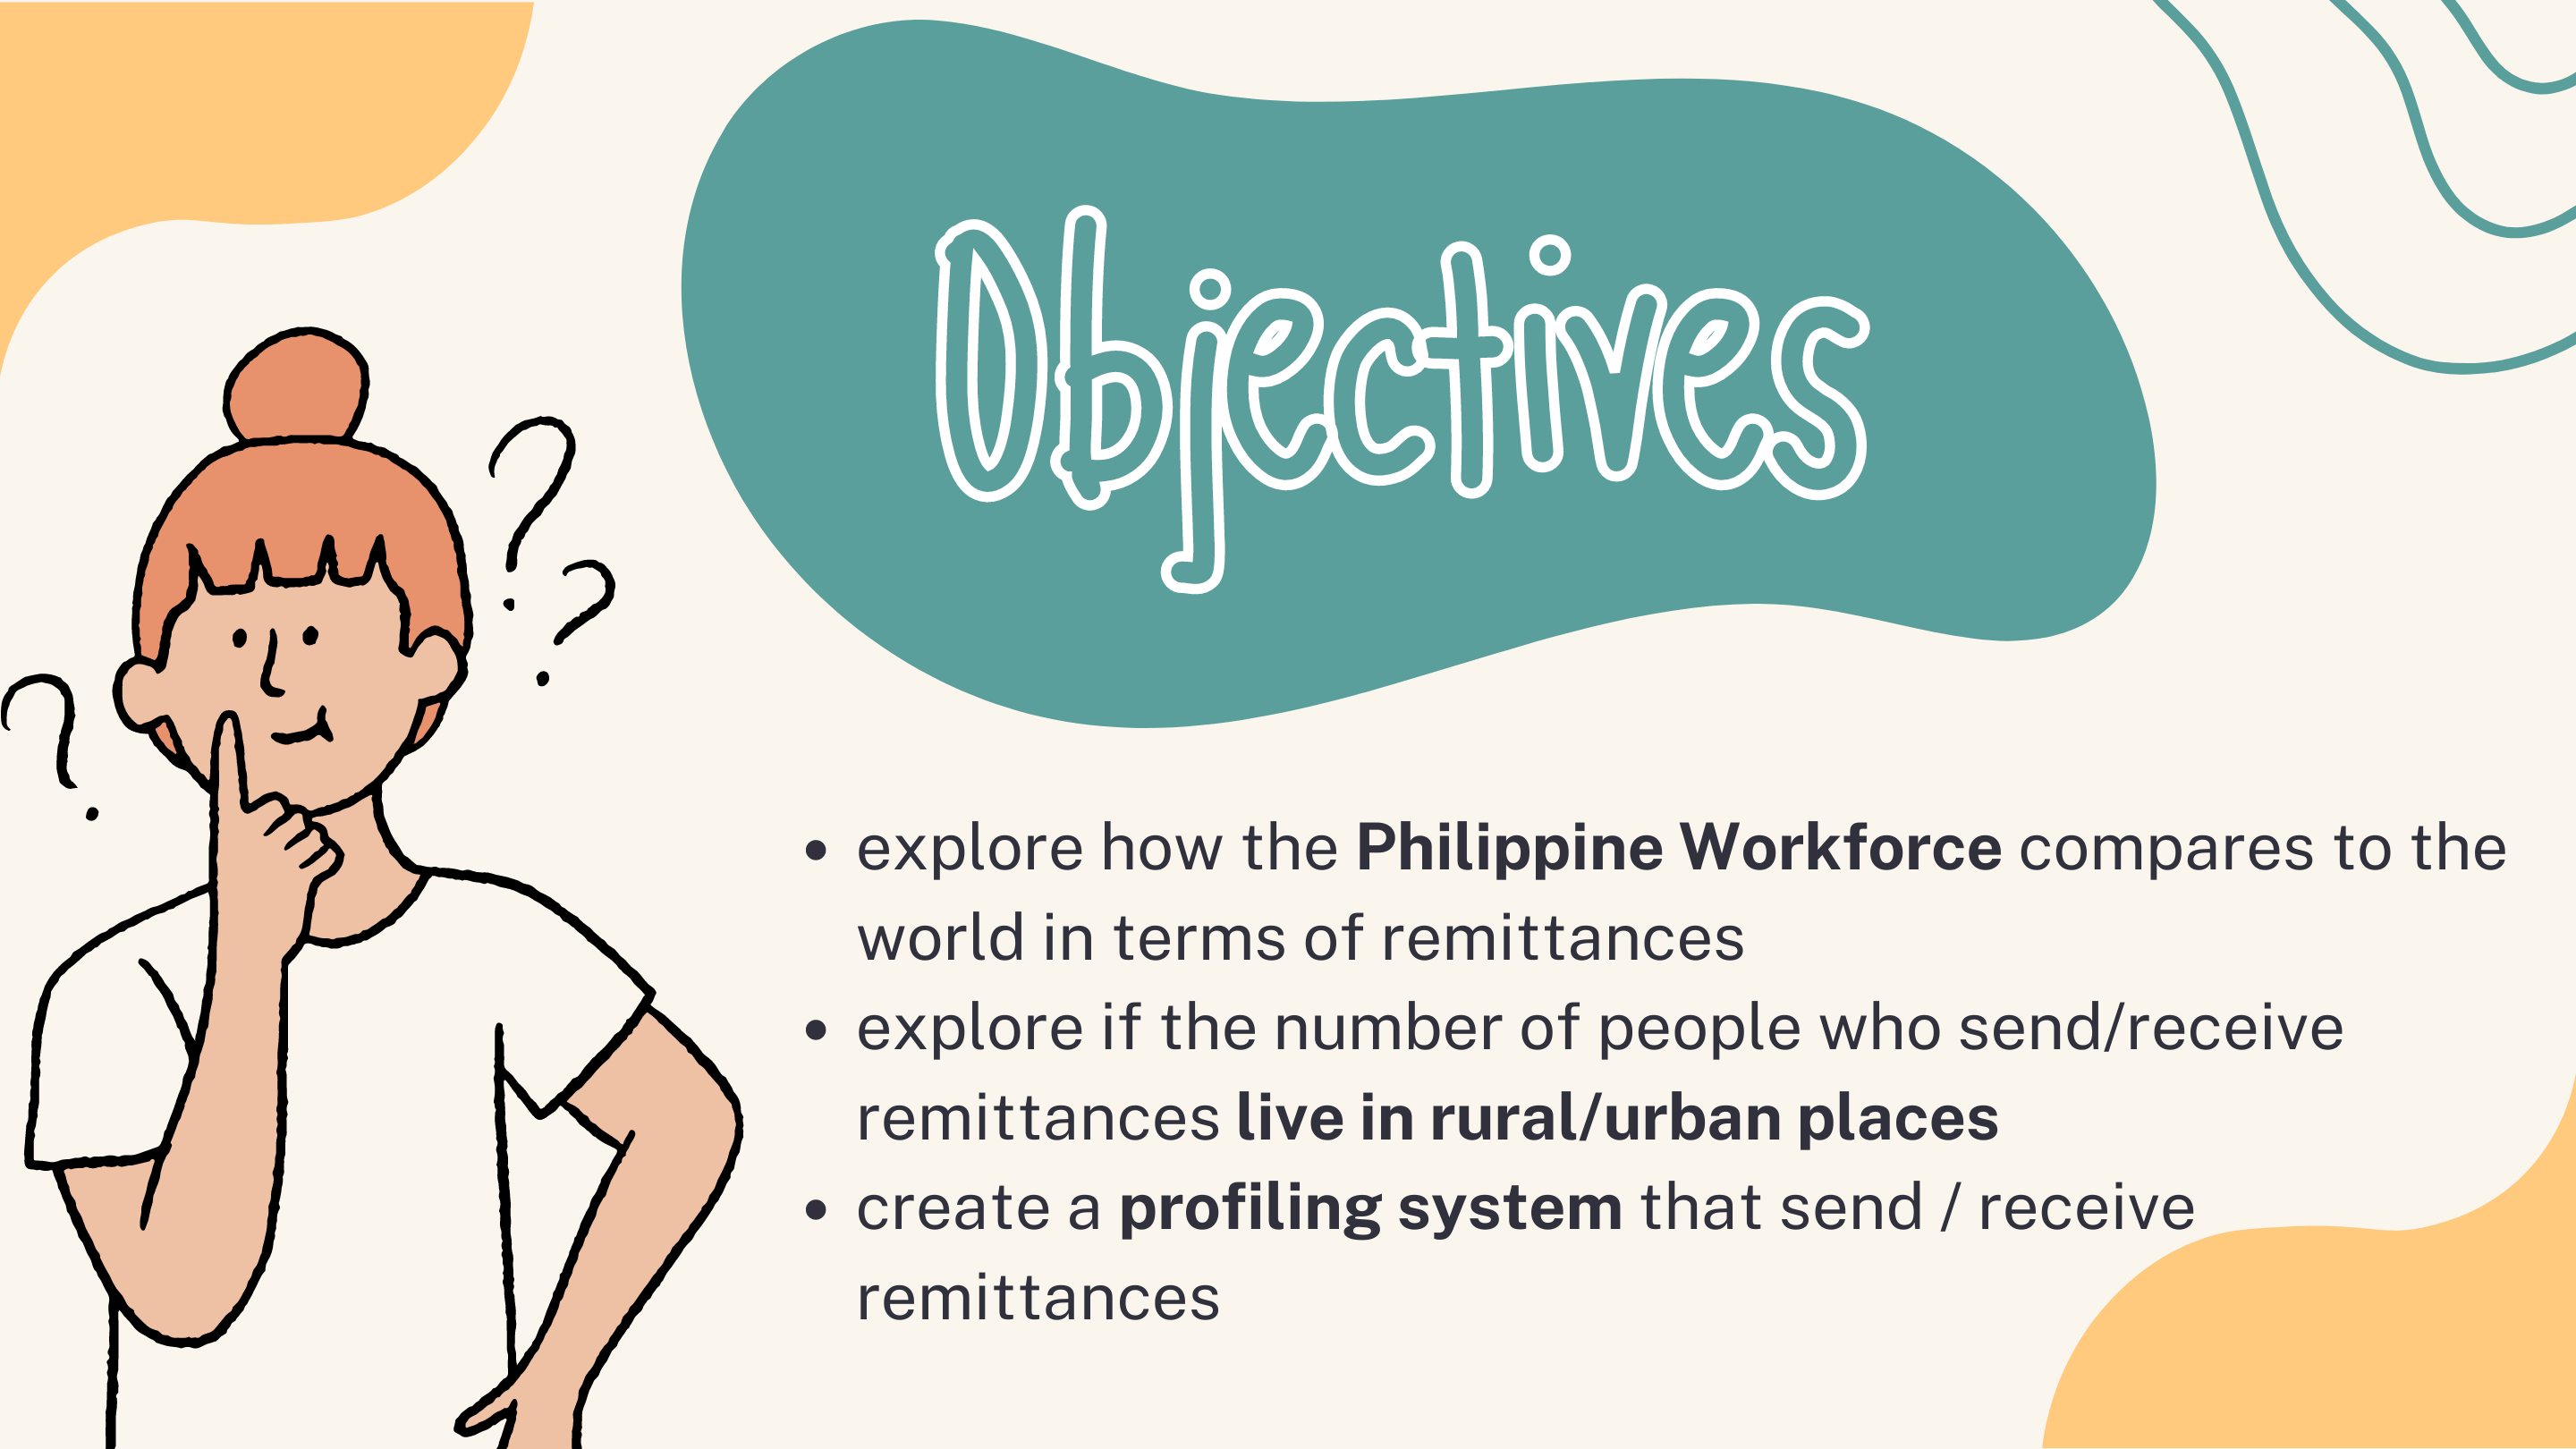 Objectives
• explore how the Philippine Workforce compares to the
world in terms of remittances
• explore if the number of people who send/receive
remittances live in rural/urban places
• create a profiling system that send / receive
remittances